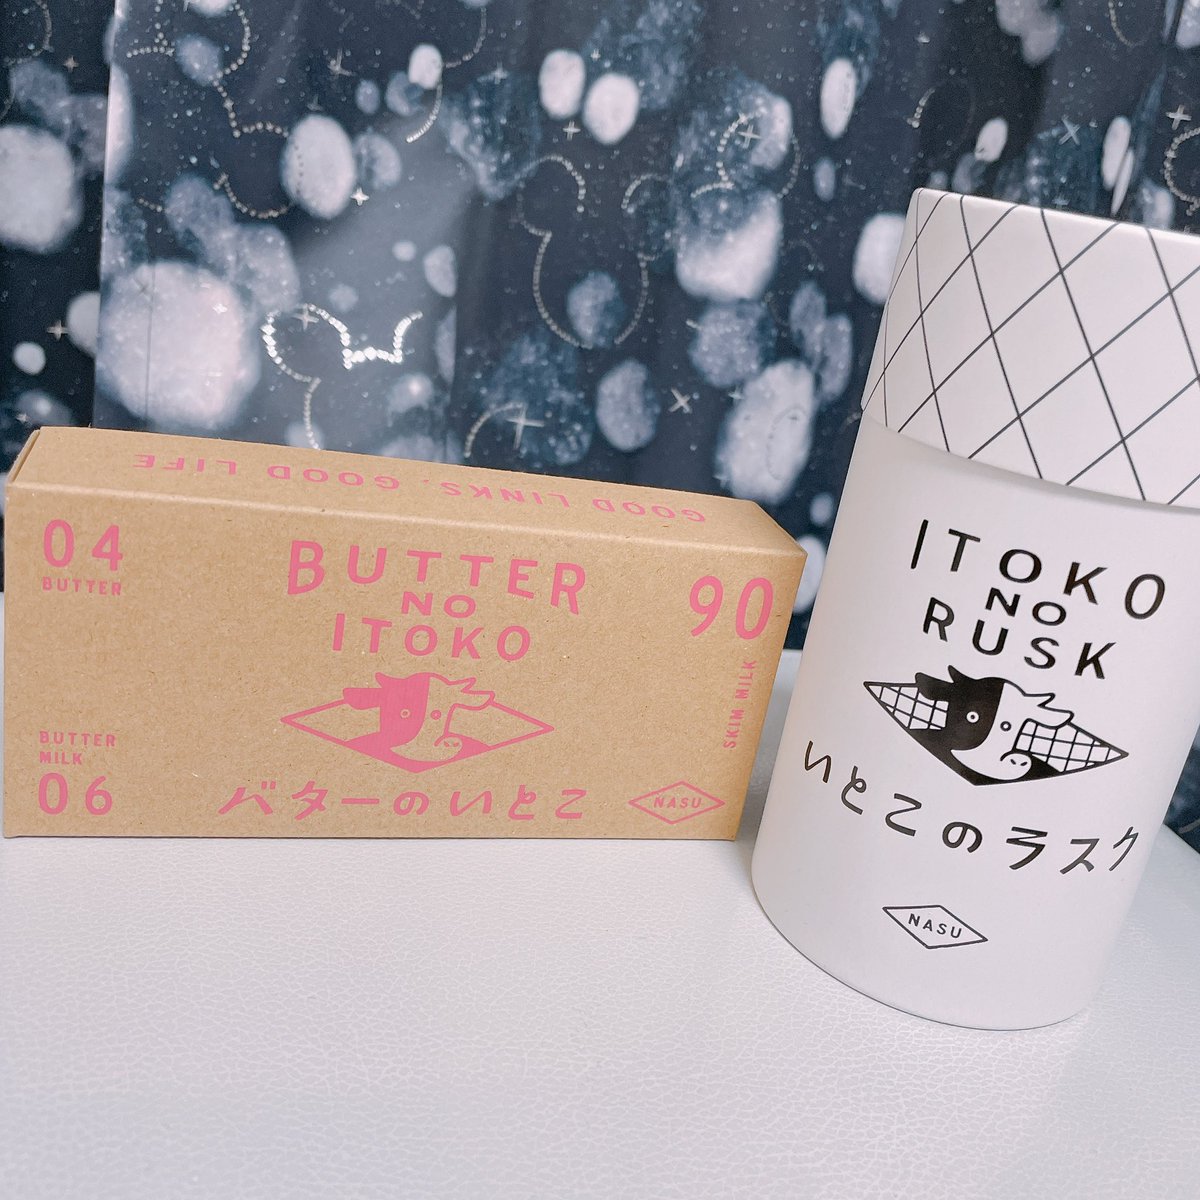 GOOD LINKS, GOOD LIFE
04
BUTTER
BUTTER
NO
ITOKO
90
SKIM MILK
BUTTER
MILK
06
バターのいとこ
NASU
ITOKO
NO
RUSK
いとこのラスク
NASU